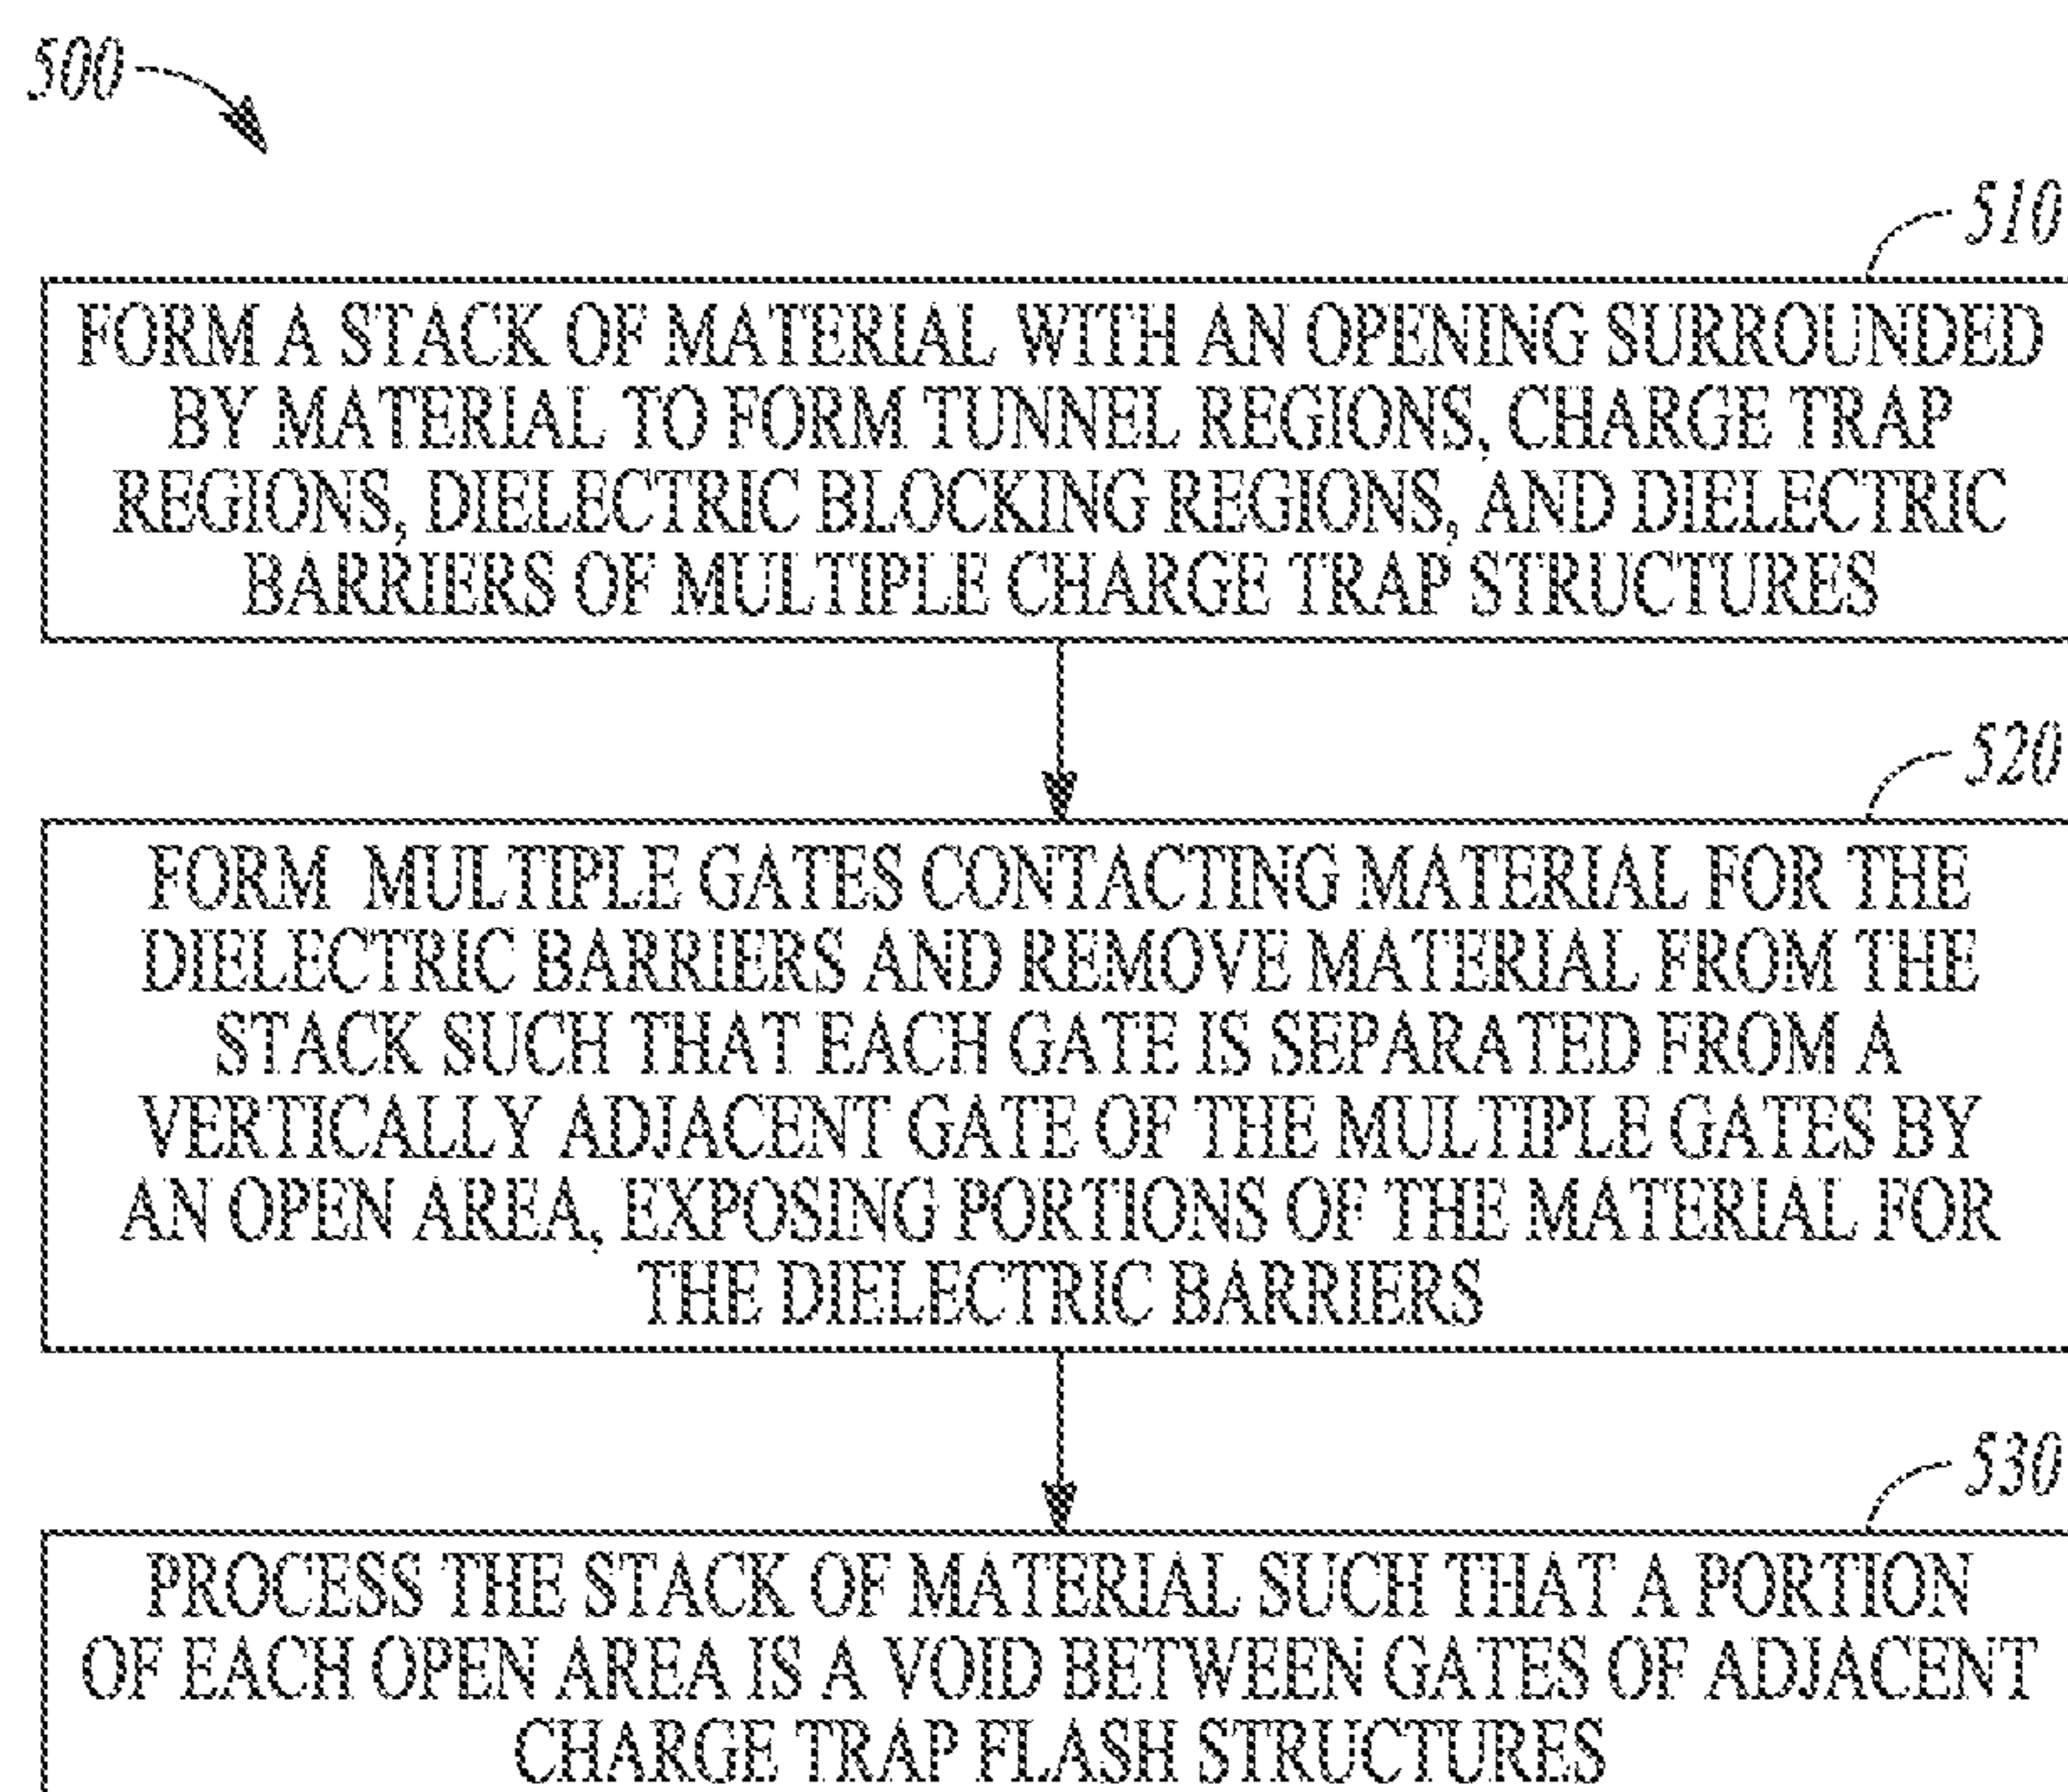 500
510
FORM A STACK OF MATERIAL WITH AN OPENING SURROUNDED
BY MATERIAL TO FORM TUNNEL REGIONS, CHARGE TRAP
REGIONS, DIELECTRIC BLOCKING REGIONS, AND DIELECTRIC
BARRIERS OF MULTIPLE CHARGE TRAP STRUCTURES
520
FORM MULTIPLE GATES CONTACTING MATERIAL FOR THE
DIELECTRIC BARRIERS AND REMOVE MATERIAL FROM THE
STACK SUCH THAT EACH GATE IS SEPARATED FROM A
VERTICALLY ADJACENT GATE OF THE MULTIPLE GATES BY
AN OPEN AREA, EXPOSING PORTIONS OF THE MATERIAL FOR
THE DIELECTRIC BARRIERS
530
PROCESS THE STACK OF MATERIAL SUCH THAT A PORTION
OF EACH OPEN AREA IS A VOID BETWEEN GATES OF ADJACENT
CHARGE TRAP FLASH STRUCTURES